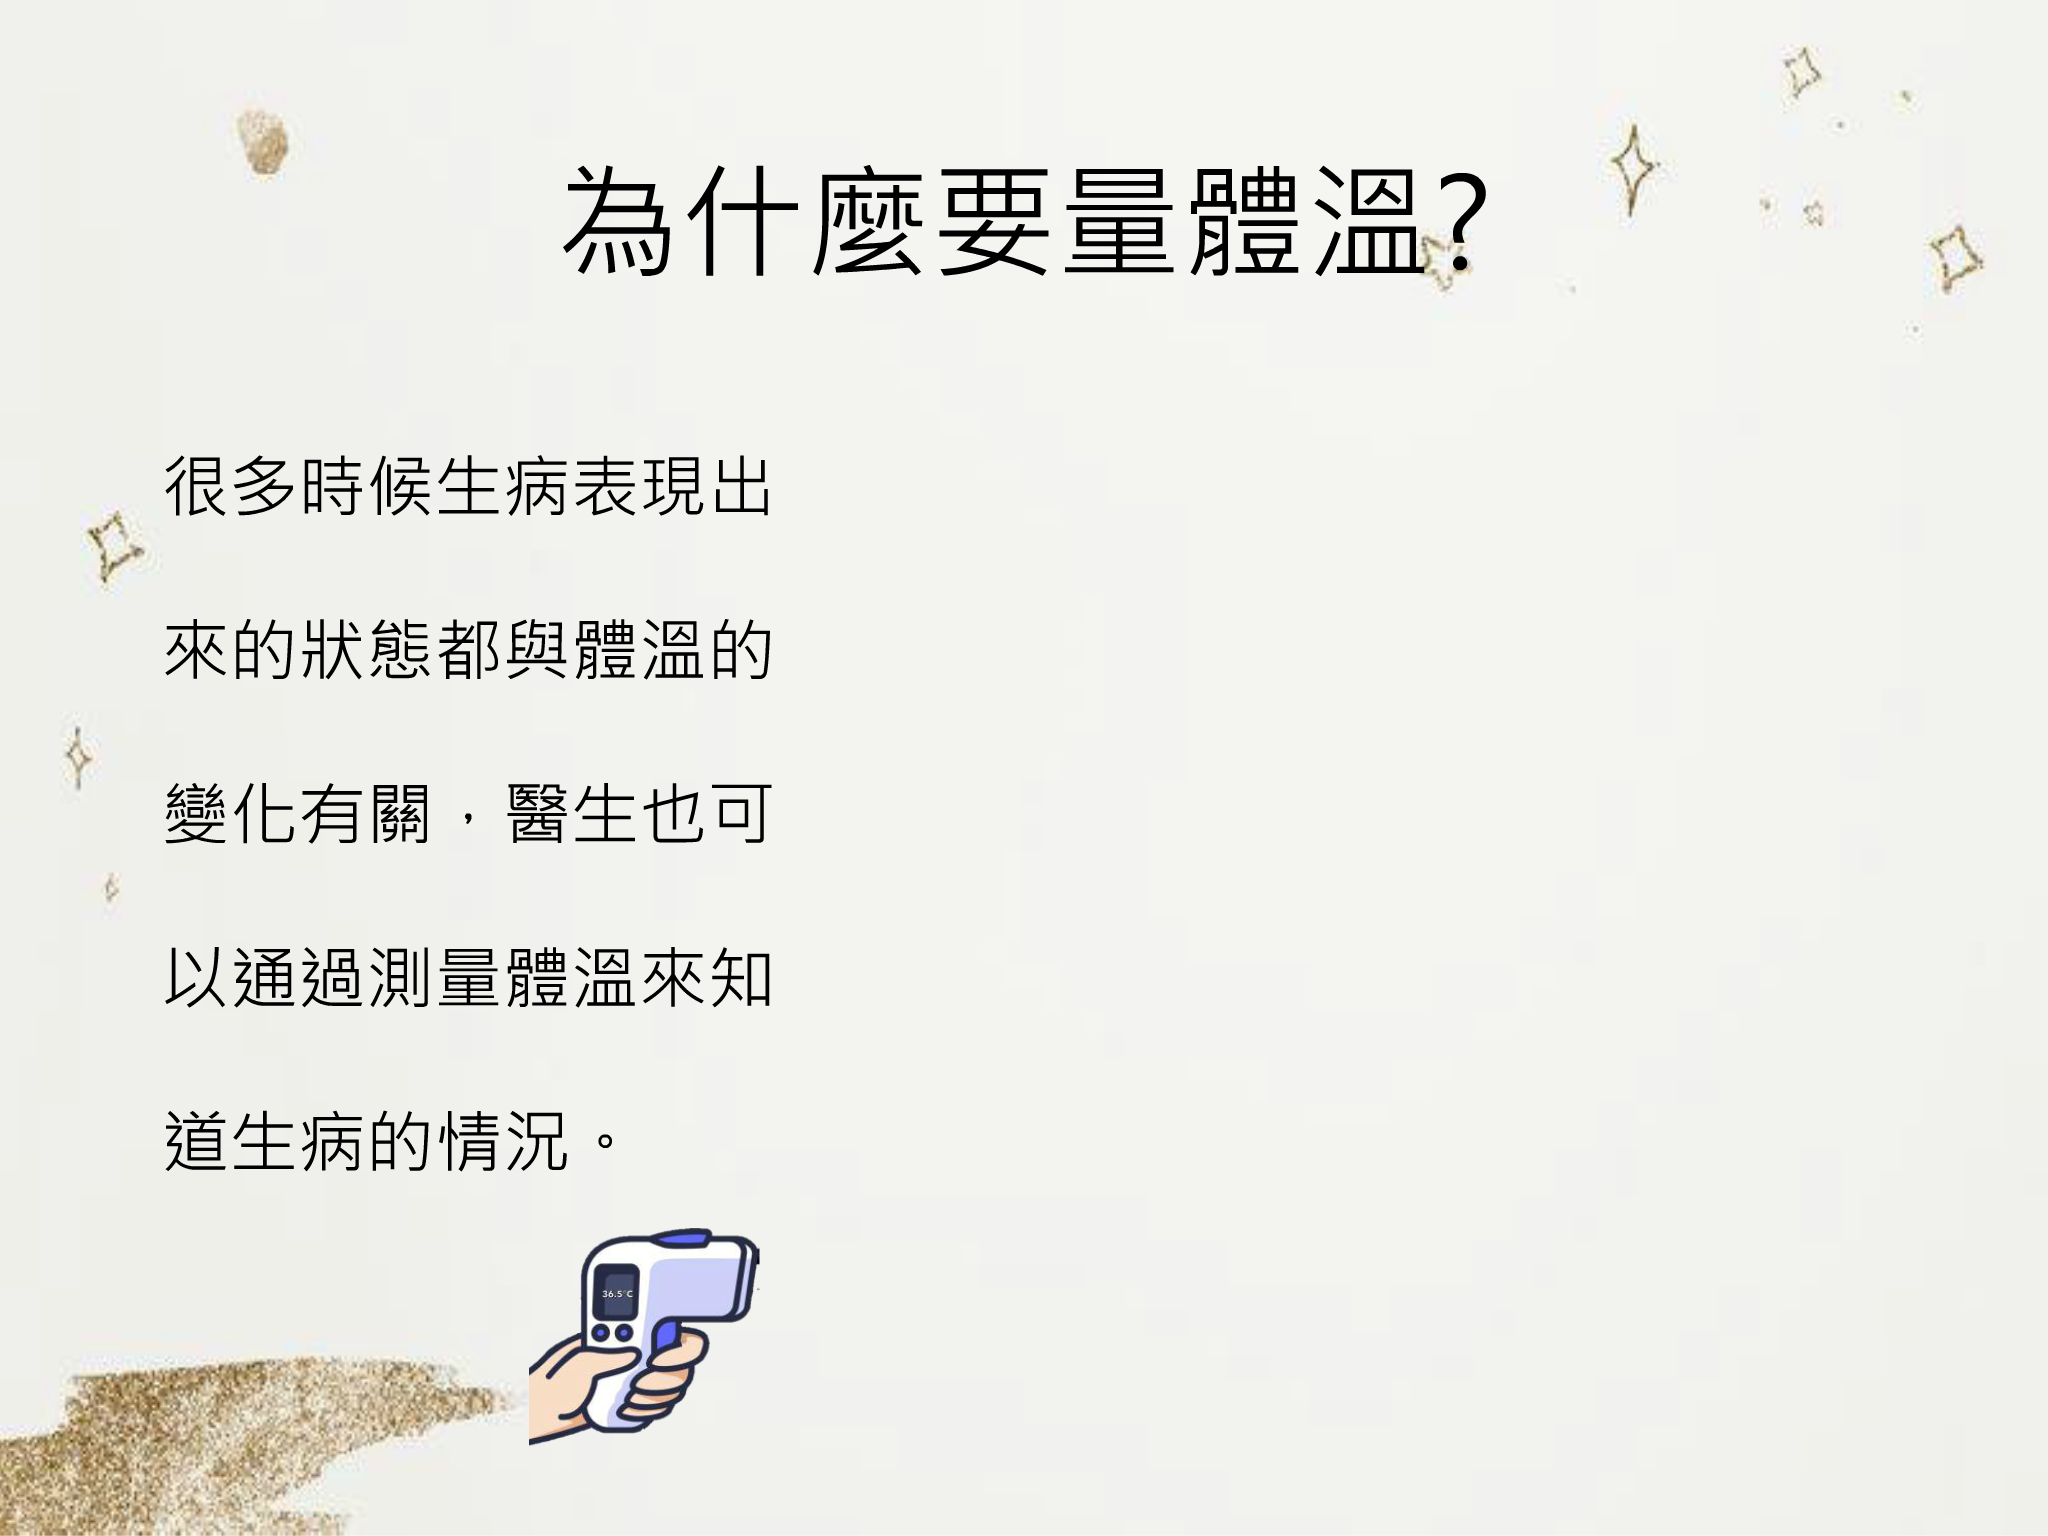 為什麼要量體溫?
很多時候生病表現出
來的狀態都與體溫的
變化有關，醫生也可
以通過測量體溫來知
道生病的情況。
36.5°C